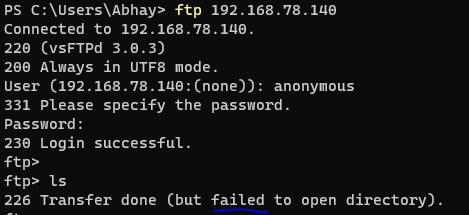 PS C:\Users\Abhay> ftp 192.168.78.140
Connected to 192.168.78.140.
220 (vsFTPd 3.0.3)
200 Always in UTF8 mode.
User (192.168.78.140:(none)): anonymous
331 Please specify the password.
Password:
230 Login successful.
ftp>
ftp> ls
226 Transfer done (but failed to open directory).